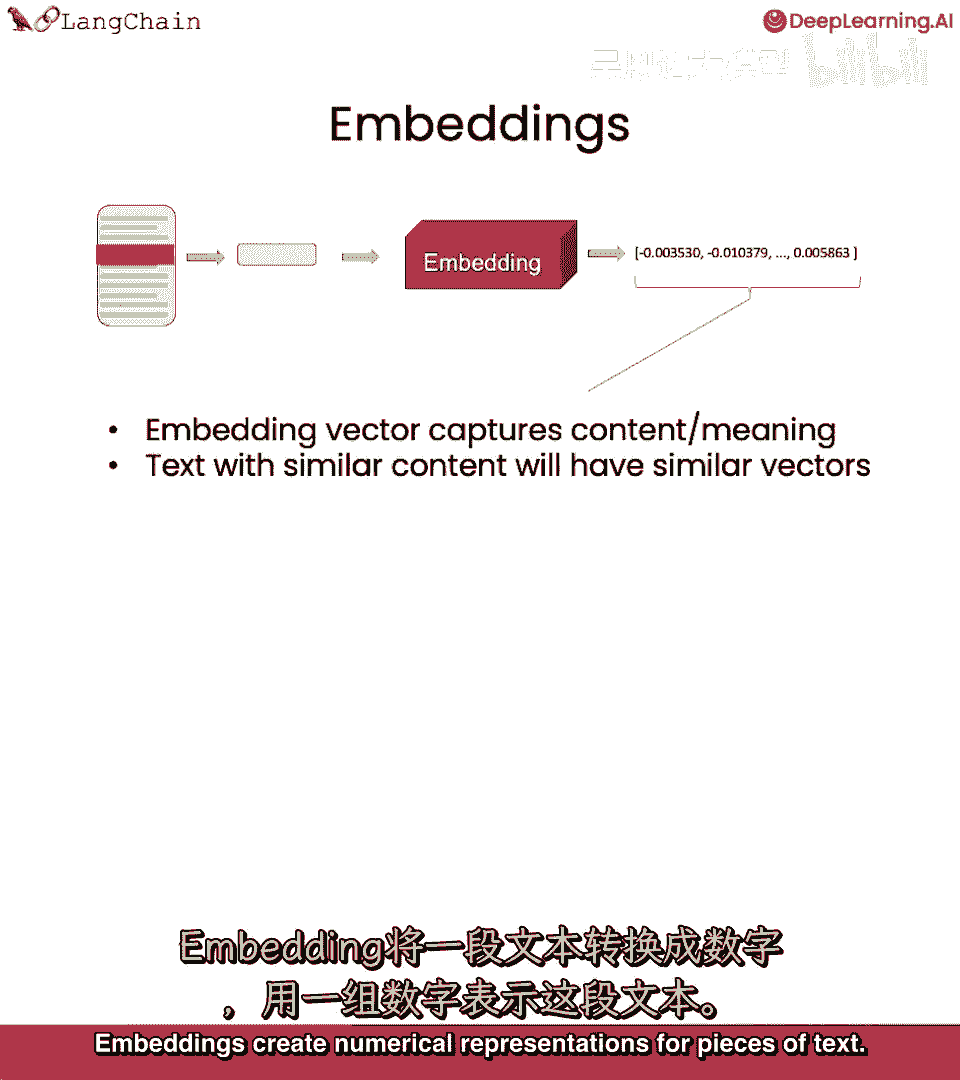 LangChain
DeepLearning.AI
Embeddings
Embedding
[-0.003530, -0.010379, ..., 0.005863 ]
• Embedding vector captures content/meaning
• Text with similar content will have similar vectors
Embedding将一段文本转换成数字
,用一组数字表示这段文本。
Embeddings create numerical representations for pieces of text.